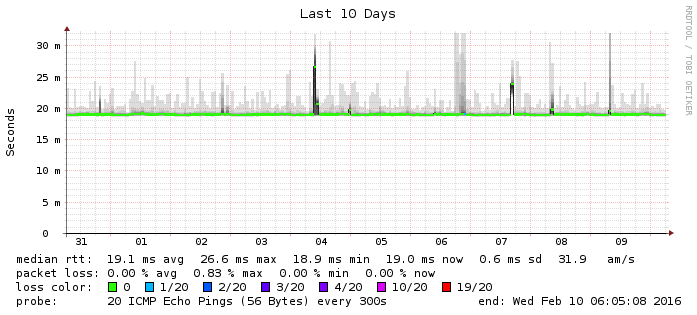 Last 10 Days
RRDTOOL / TOBI OETIKER
Seconds
30 m
25 m
20 m
15 m
10 m
5 m
0
31 01 02 03 04 05 06 07 08 09
median rtt: 19.1 ms avg 26.6 ms max 18.9 ms min 19.0 ms now 0.6 ms sd 31.9 am/s
packet loss: 0.00 % avg 0.83 % max 0.00 % min 0.00 % now
loss color: 0 1/20 2/20 3/20 4/20 10/20 19/20
probe: 20 ICMP Echo Pings (56 Bytes) every 300s end: Wed Feb 10 06:05:08 2016